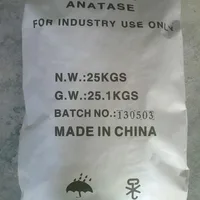 ANATASE
FOR INDUSTRY USE ONLY
N.W.:25KGS
G.W.:25.1KGS
BATCH NO.:130503
MADE IN CHINA